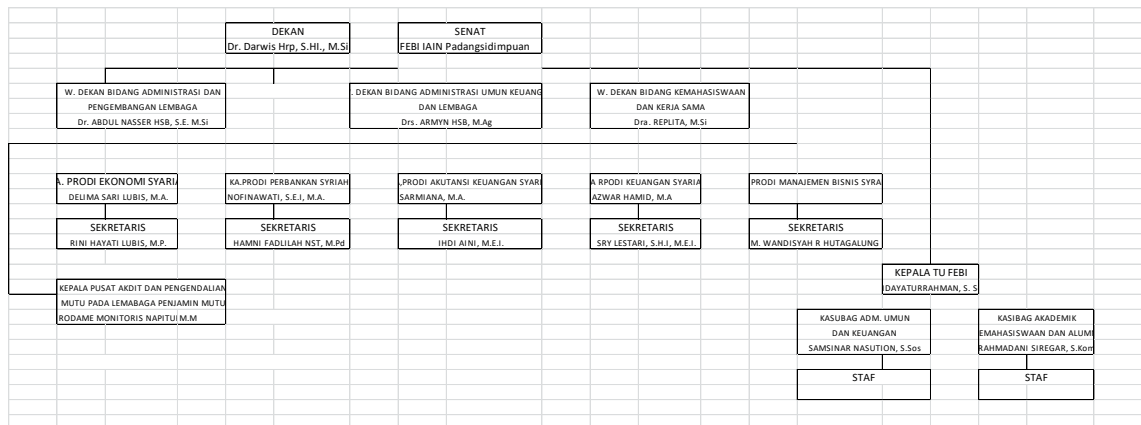 DEKAN
Dr. Darwis Hrp, S.HI., M.Si
SENAT
FEBI IAIN Padangsidimpuan
W. DEKAN BIDANG ADMINISTRASI DAN
PENGEMBANGAN LEMBAGA
Dr. ABDUL NASSER HSB, S.E. M.Si
. DEKAN BIDANG ADMINISTRASI UMUN KEUANG
DAN LEMBAGA
Drs. ARMYN HSB, M.Ag
W. DEKAN BIDANG KEMAHASISWAAN
DAN KERJA SAMA
Dra. REPLITA, M.Si
A. PRODI EKONOMI SYARIA
DELIMA SARI LUBIS, M.A.
KA.PRODI PERBANKAN SYRIAH
NOFINAWATI, S.E.I, M.A.
.,PRODI AKUTANSI KEUANGAN SYARI
SARMIANA, M.A.
A RPODI KEUANGAN SYARIA
AZWAR HAMID, M.A
PRODI MANAJEMEN BISNIS SYRA
SEKRETARIS
RINI HAYATI LUBIS, M.P.
SEKRETARIS
HAMNI FADLILAH NST, M.Pd
SEKRETARIS
IHDI AINI, M.E.I.
SEKRETARIS
SRY LESTARI, S.H.I, M.E.I.
SEKRETARIS
M. WANDISYAH R HUTAGALUNG
KEPALA TU FEBI
IDAYATURRAHMAN, S. S
KEPALA PUSAT AKDIT DAN PENGENDALIAN
MUTU PADA LEMABAGA PENJAMIN MUTU
RODAME MONITORIS NAPITUI M.M
KASUBAG ADM. UMUN
DAN KEUANGAN
SAMSINAR NASUTION, S.Sos
KASIBAG AKADEMIK
EMAHASISWAAN DAN ALUMI
RAHMADANI SIREGAR, S.Kom
STAF
STAF